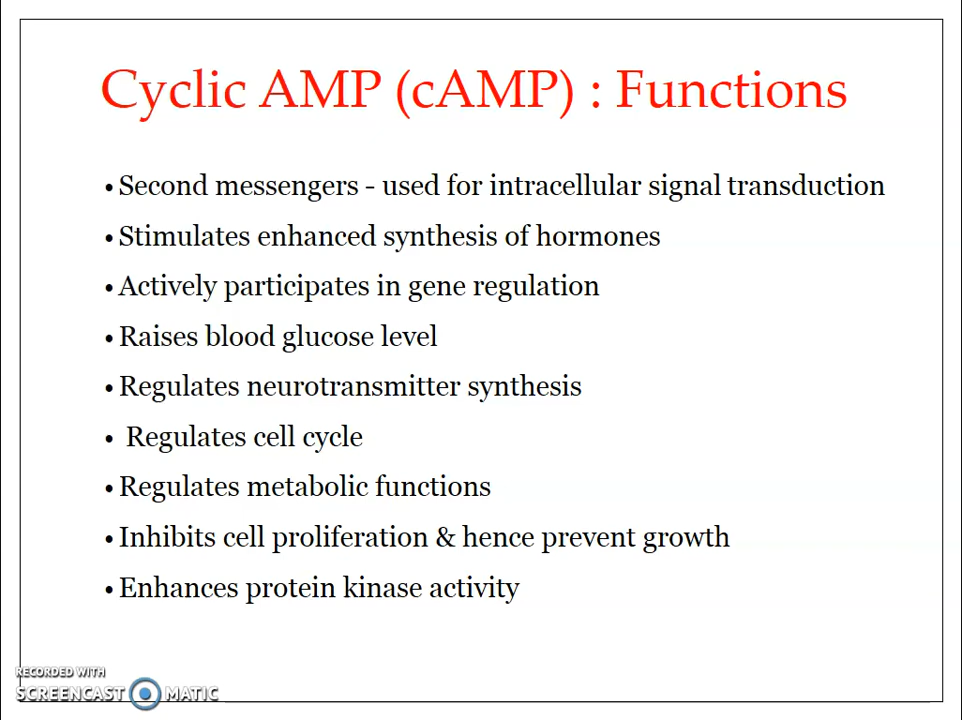 Cyclic AMP (cAMP) : Functions
• Second messengers - used for intracellular signal transduction
• Stimulates enhanced synthesis of hormones
• Actively participates in gene regulation
• Raises blood glucose level
• Regulates neurotransmitter synthesis
• Regulates cell cycle
• Regulates metabolic functions
• Inhibits cell proliferation & hence prevent growth
• Enhances protein kinase activity
RECORDED WITH
SCREENCAST MATIC